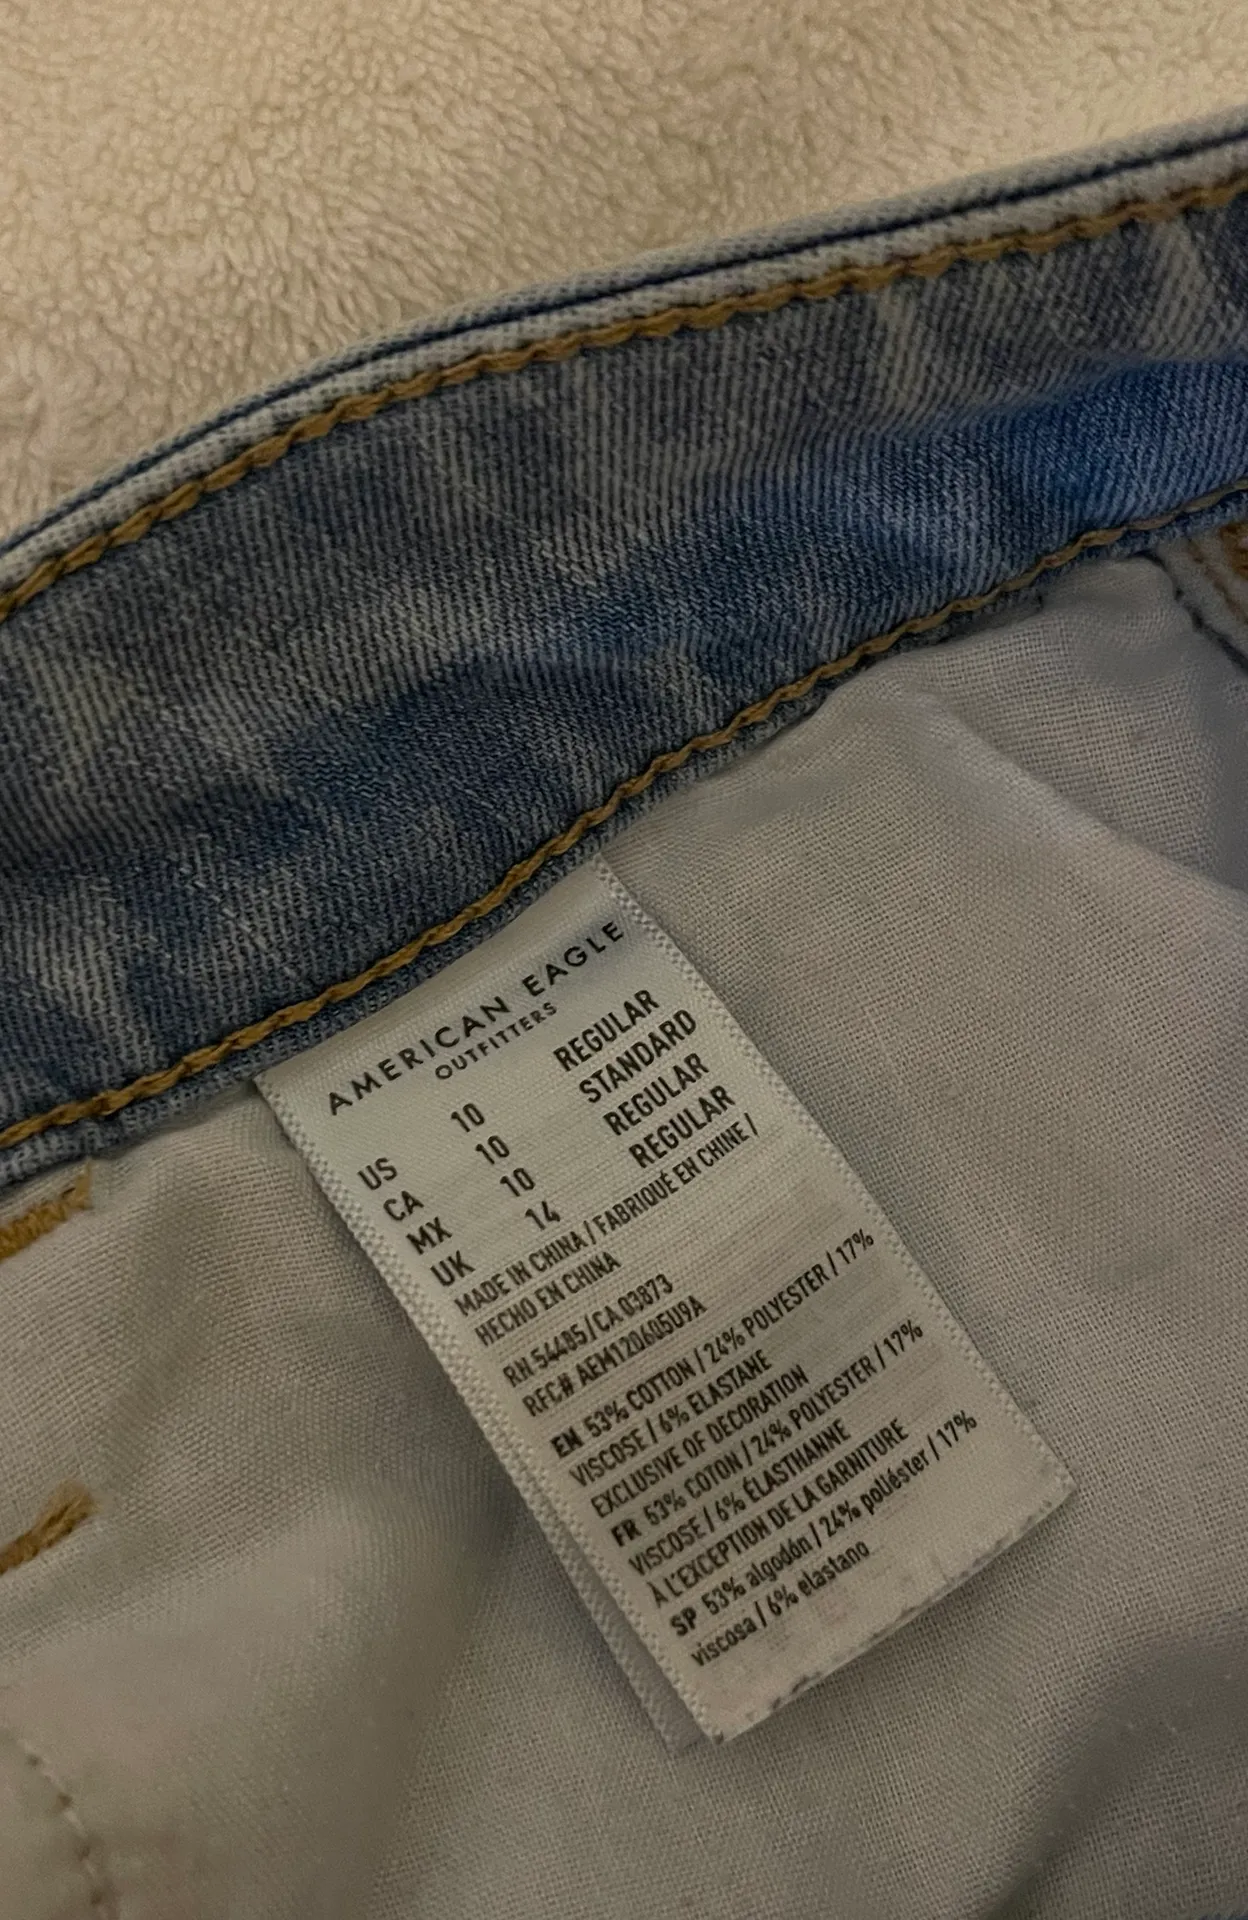 AMERICAN EAGLE
OUTFITTERS
US 10 REGULAR
CA 10 STANDARD
MX 10 REGULAR
UK 14 REGULAR
MADE IN CHINA / FABRIQUÉ EN CHINE /
HECHO EN CHINA
RN 54485 / CA 03873
RFC# AEM120605U9A
EN 53% COTTON / 24% POLYESTER / 17%
VISCOSE / 6% ELASTANE
EXCLUSIVE OF DECORATION
FR 53% COTON / 24% POLYESTER / 17%
VISCOSE / 6% ÉLASTHANNE
À L'EXCEPTION DE LA GARNITURE
SP 53% algodón / 24% poliéster / 17%
viscosa / 6% elastano